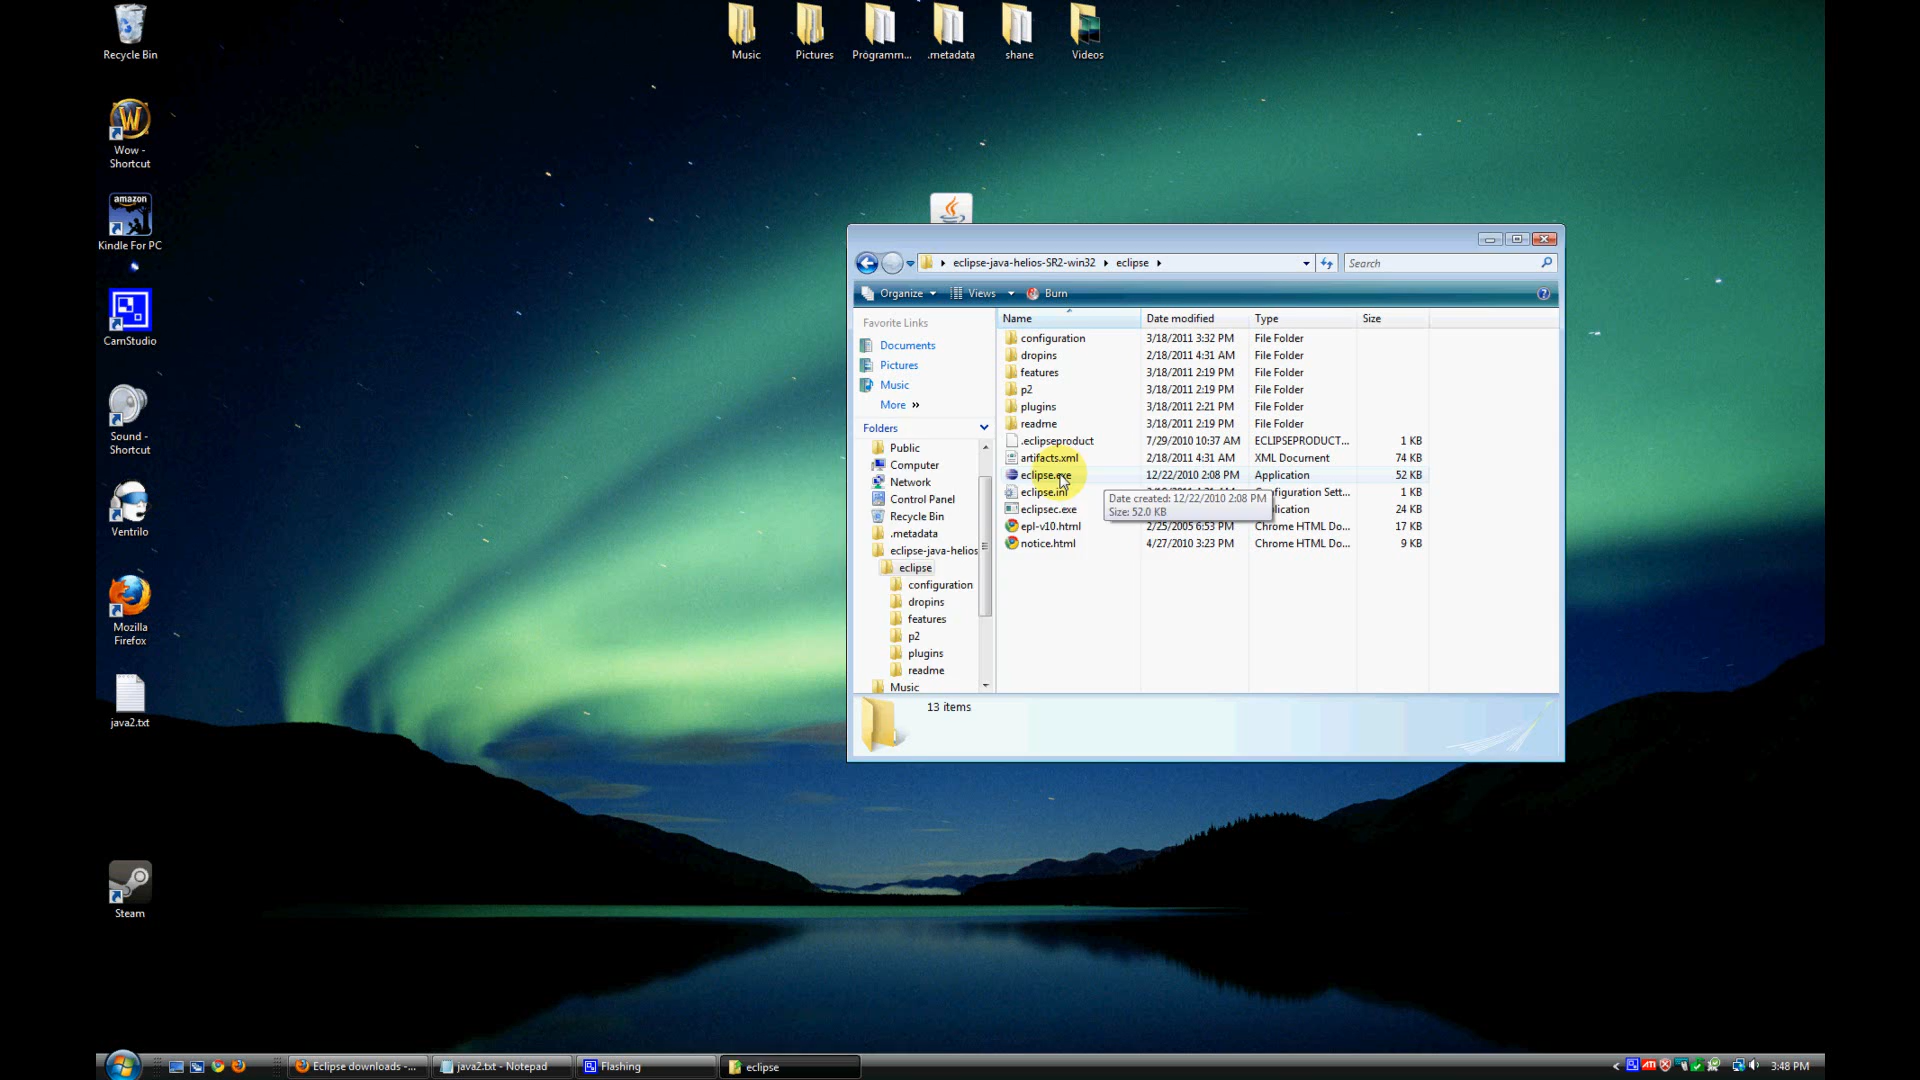 Recycle Bin
Music
Pictures
Programm...
.metadata
shane
Videos
W
Wow -
Shortcut
amazon
Kindle For PC
CamStudio
Sound -
Shortcut
Ventrilo
Mozilla
Firefox
java2.txt
Steam
eclipse-java-helios-SR2-win32
eclipse
Search
Organize
Views
Burn
Favorite Links
Documents
Pictures
Music
More »
Folders
Public
Computer
Network
Control Panel
Recycle Bin
.metadata
eclipse-java-helios
eclipse
configuration
dropins
features
p2
plugins
readme
Music
Name Date modified Type Size
configuration 3/18/2011 3:32 PM File Folder
dropins 2/18/2011 4:31 AM File Folder
features 3/18/2011 2:19 PM File Folder
p2 3/18/2011 2:19 PM File Folder
plugins 3/18/2011 2:21 PM File Folder
readme 3/18/2011 2:19 PM File Folder
.eclipseproduct 7/29/2010 10:37 AM ECLIPSEPRODUCT... 1 KB
artifacts.xml 2/18/2011 4:31 AM XML Document 74 KB
eclipse.exe 12/22/2010 2:08 PM Application 52 KB
eclipse.ini Sett... 1 KB
eclipsec.exe 24 KB
epl-v10.html 2/25/2005 6:53 PM Chrome HTML Do... 17 KB
notice.html 4/27/2010 3:23 PM Chrome HTML Do... 9 KB
Date created: 12/22/2010 2:08 PM
Size: 52.0 KB
13 items
Eclipse downloads -...
java2.txt - Notepad
Flashing
eclipse
3:48 PM